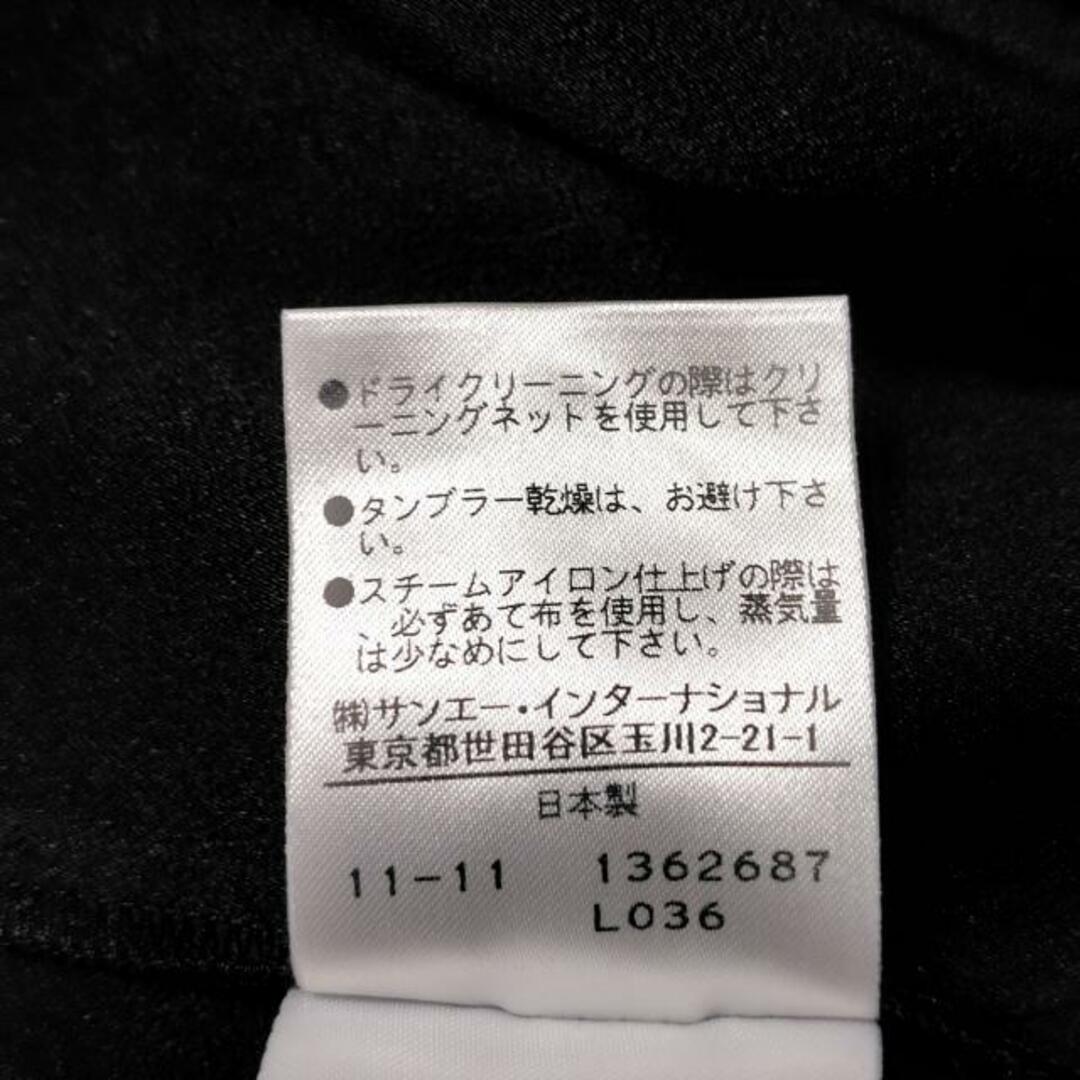 ●ドライクリーニングの際はクリ
ーニングネットを使用して下さ
い。
●タンブラー乾燥は、お避け下さ
い。
●スチームアイロン仕上げの際は
必ずあて布を使用し、蒸気量
は少なめにして下さい。
㈱サンエー・インターナショナル
東京都世田谷区玉川2-21-1
日本製
11-11 1362687
L036